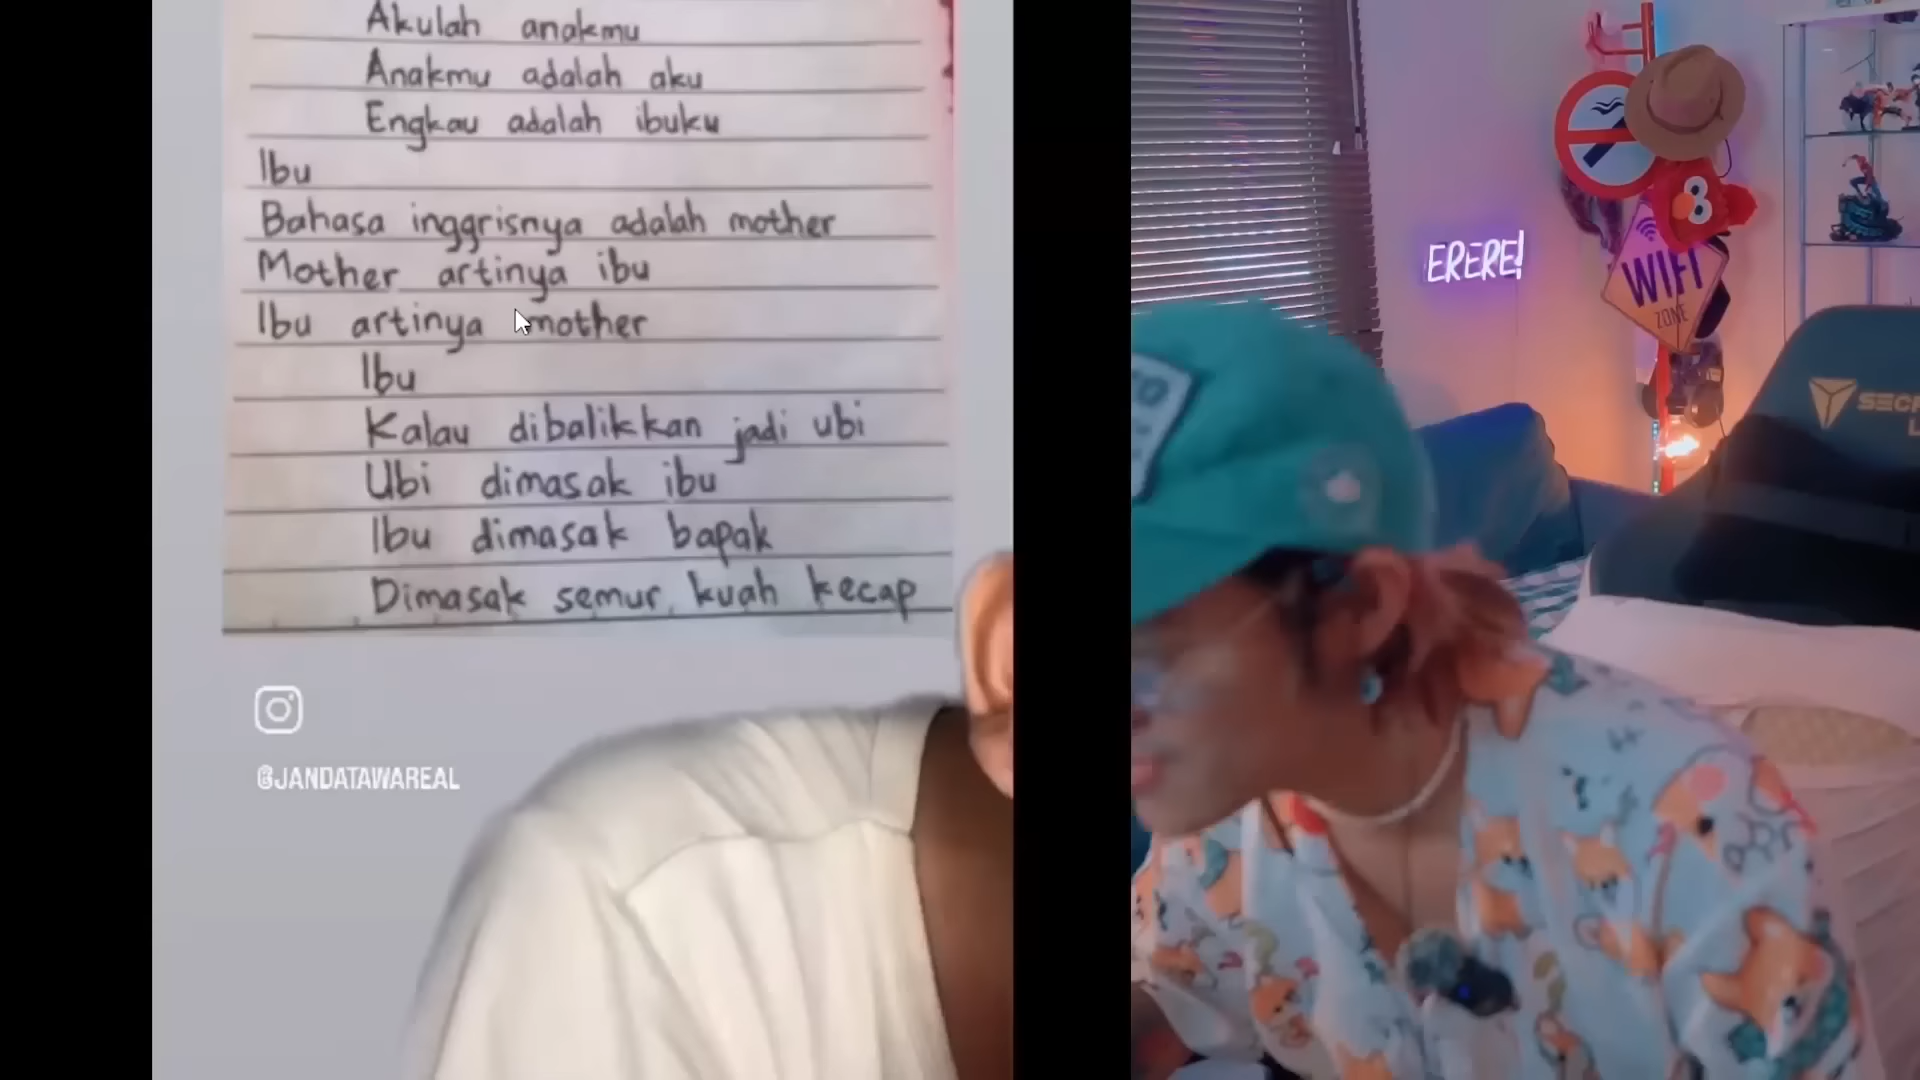 Akulah anakmu
Anakmu adalah aku
Engkau adalah ibuku
Ibu
Bahasa inggrisnya adalah mother
Mother artinya ibu
Ibu artinya mother
Ibu
Kalau dibalikkan jadi ubi
Ubi dimasak ibu
Ibu dimasak bapak
Dimasak semur kuah kecap
@JANDATAWAREAL
ERERE!
WIFI
ZONE